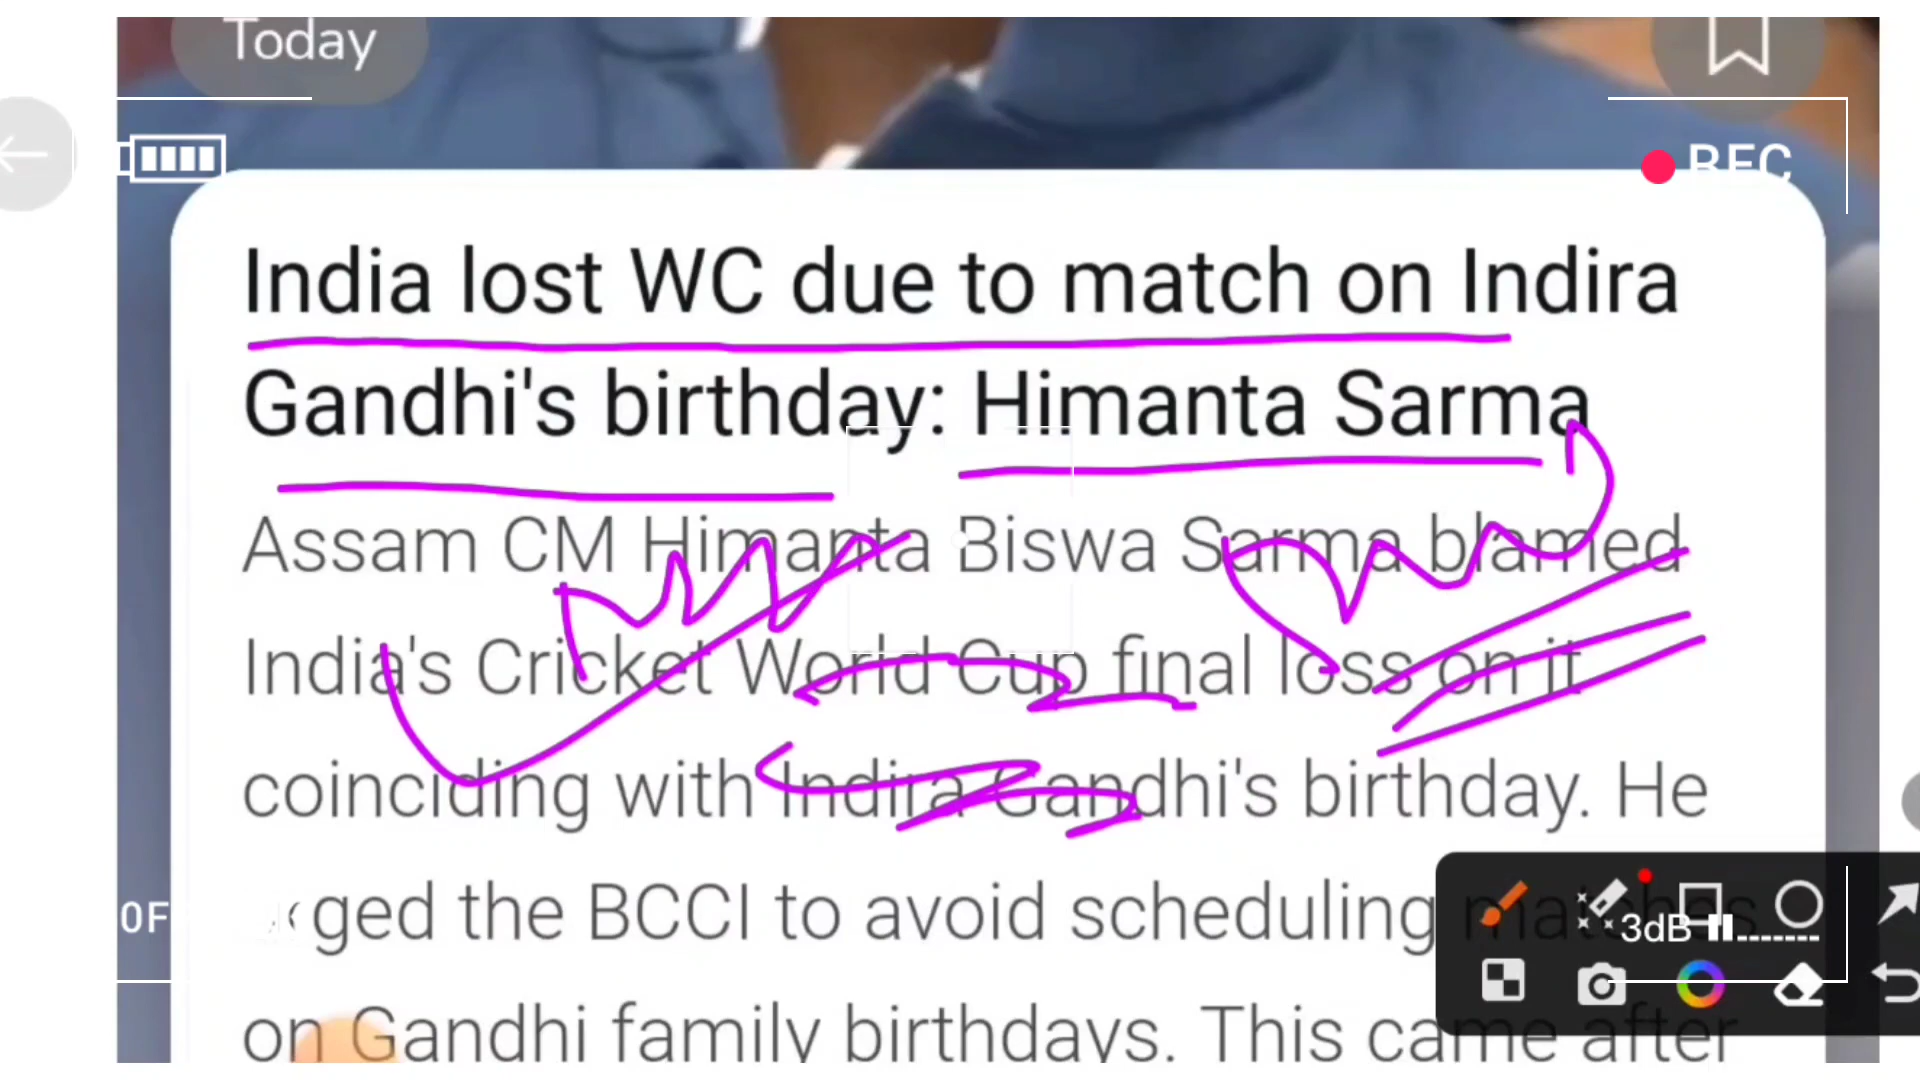 Today
REC
India lost WC due to match on Indira
Gandhi's birthday: Himanta Sarma
Assam CM Himanta Biswa Sarma blamed
India's Cricket World Cup final loss on it
coinciding with Indira Gandhi's birthday. He
ged the BCCI to avoid scheduling matches
3dB
on Gandhi family birthdays. This came after